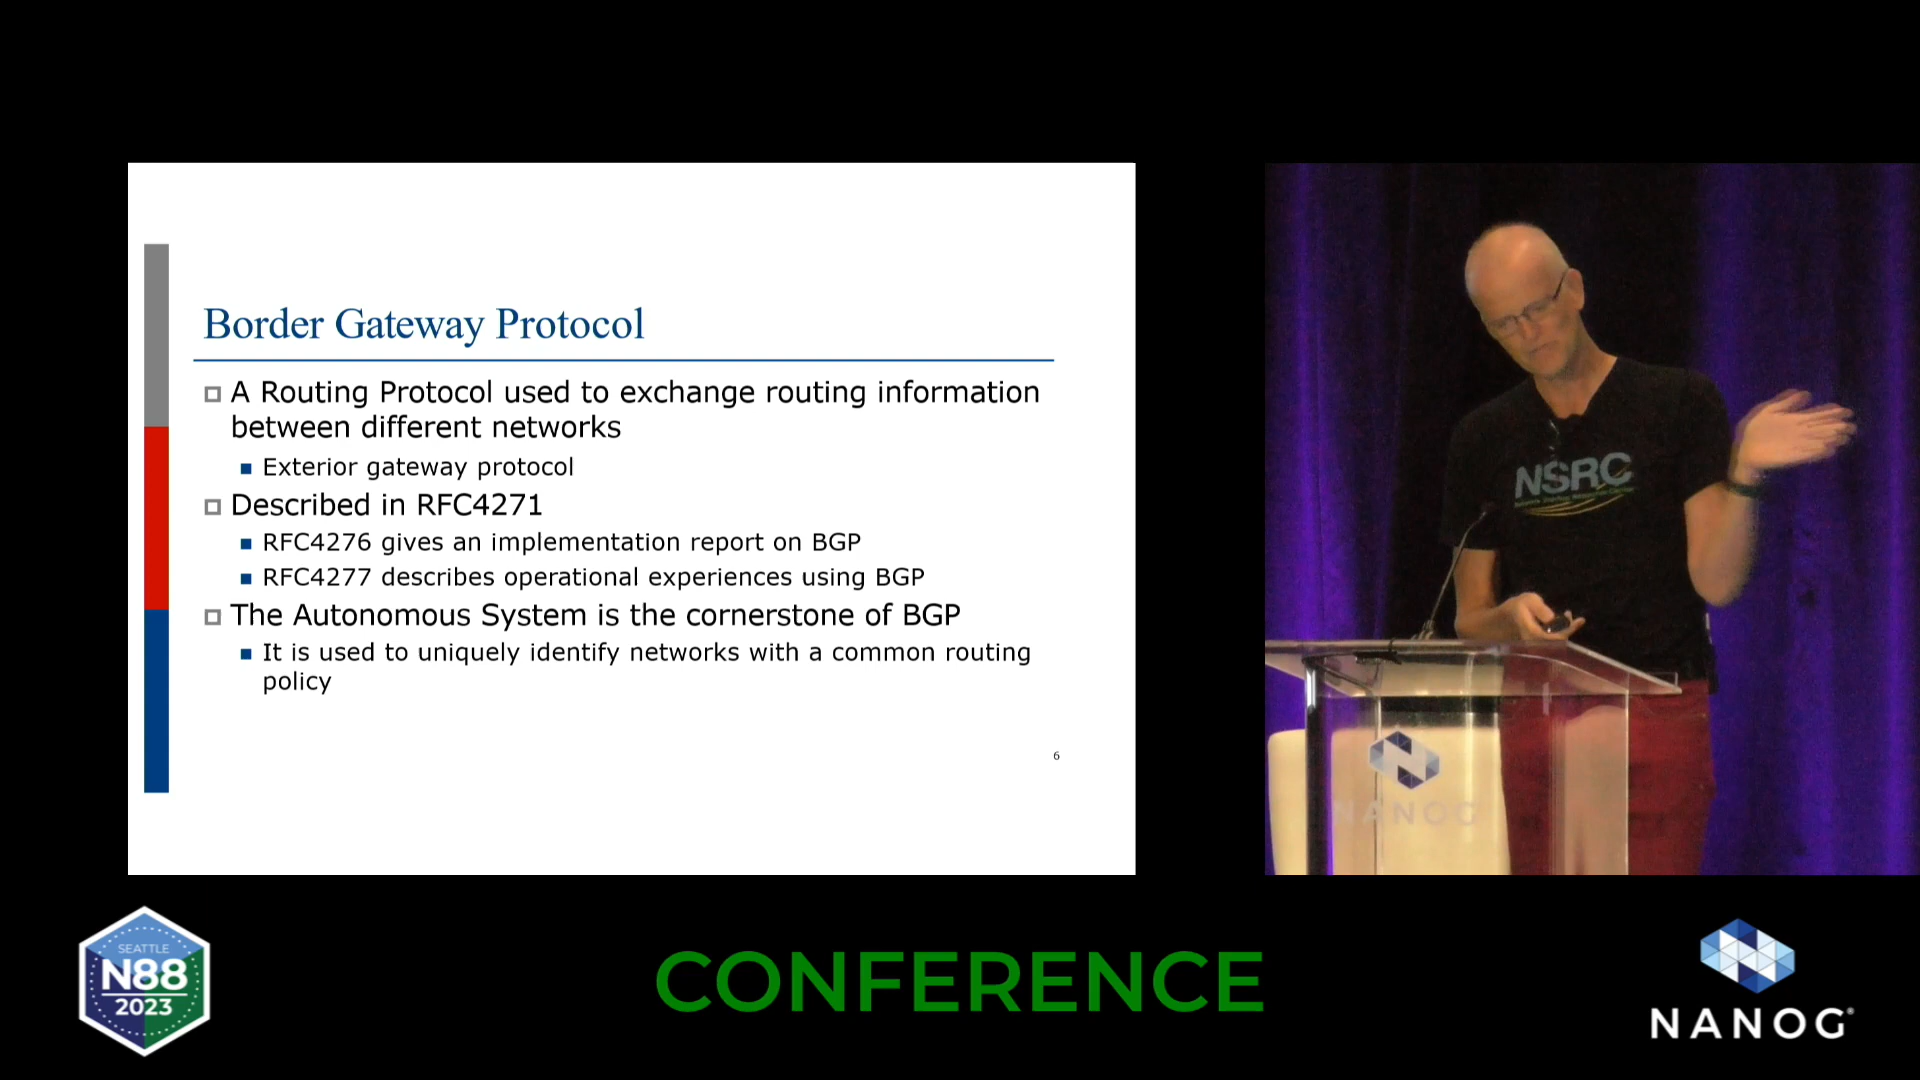 Border Gateway Protocol
A Routing Protocol used to exchange routing information
between different networks
Exterior gateway protocol
Described in RFC4271
RFC4276 gives an implementation report on BGP
RFC4277 describes operational experiences using BGP
The Autonomous System is the cornerstone of BGP
It is used to uniquely identify networks with a common routing
policy
6
NSRC
NANOG
SEATTLE
N88
2023
CONFERENCE
NANOG®